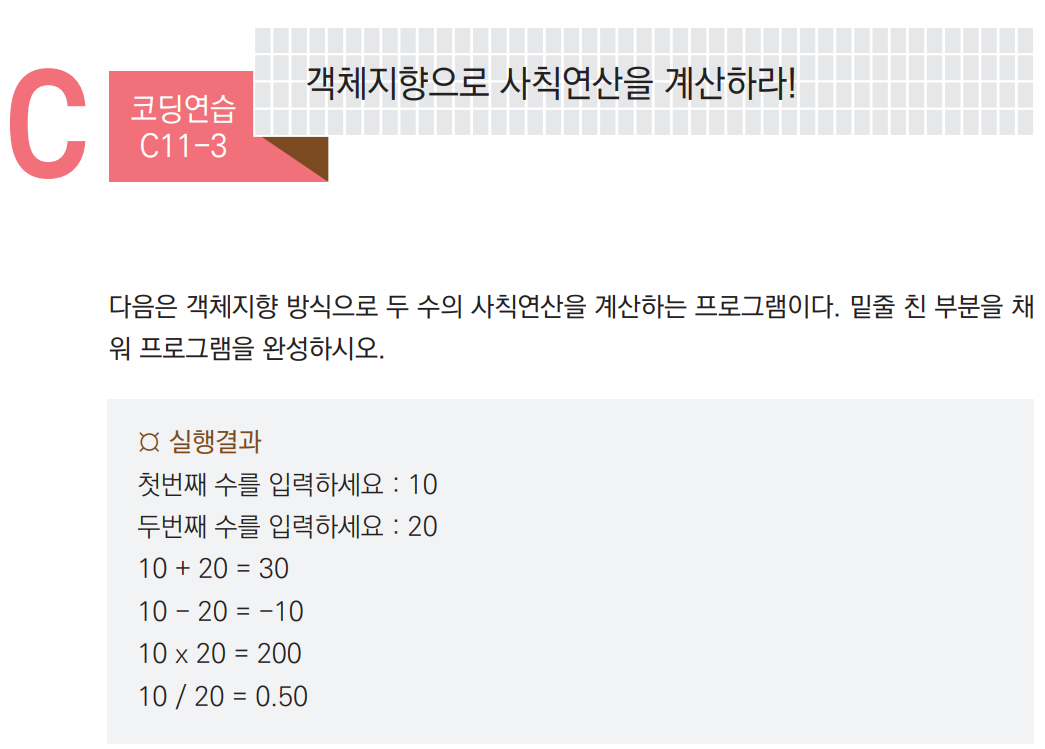 C
코딩연습
C11-3
객체지향으로 사칙연산을 계산하라!
다음은 객체지향 방식으로 두 수의 사칙연산을 계산하는 프로그램이다. 밑줄 친 부분을 채
워 프로그램을 완성하시오.
¤ 실행결과
첫번째 수를 입력하세요 : 10
두번째 수를 입력하세요 : 20
10 + 20 = 30
10 - 20 = -10
10 x 20 = 200
10 / 20 = 0.50